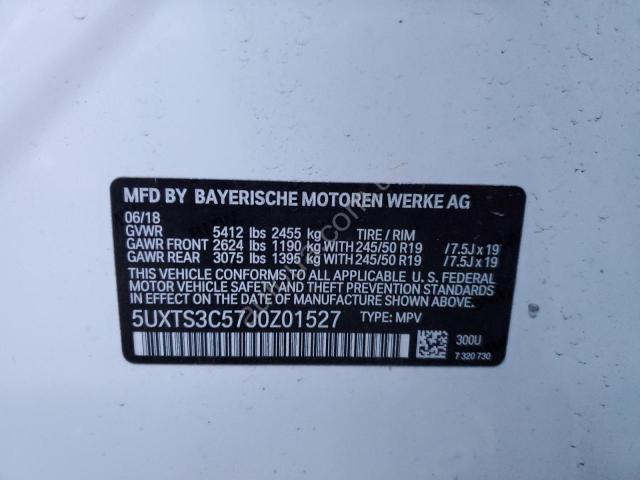 MFD BY BAYERISCHE MOTOREN WERKE AG
06/18
GVWR 5412 lbs 2455 kg TIRE / RIM
GAWR FRONT 2624 lbs 1190 kg WITH 245/50 R19 /7.5J x 19
GAWR REAR 3075 lbs 1395 kg WITH 245/50 R19 /7.5J x 19
THIS VEHICLE CONFORMS TO ALL APPLICABLE U. S. FEDERAL
MOTOR VEHICLE SAFETY, BUMPER, AND THEFT PREVENTION
STANDARDS IN EFFECT ON THE DATE OF MANUFACTURE SHOWN ABOVE.
5UXTS3C57J0Z01527 TYPE: MPV
300U
7 320 730